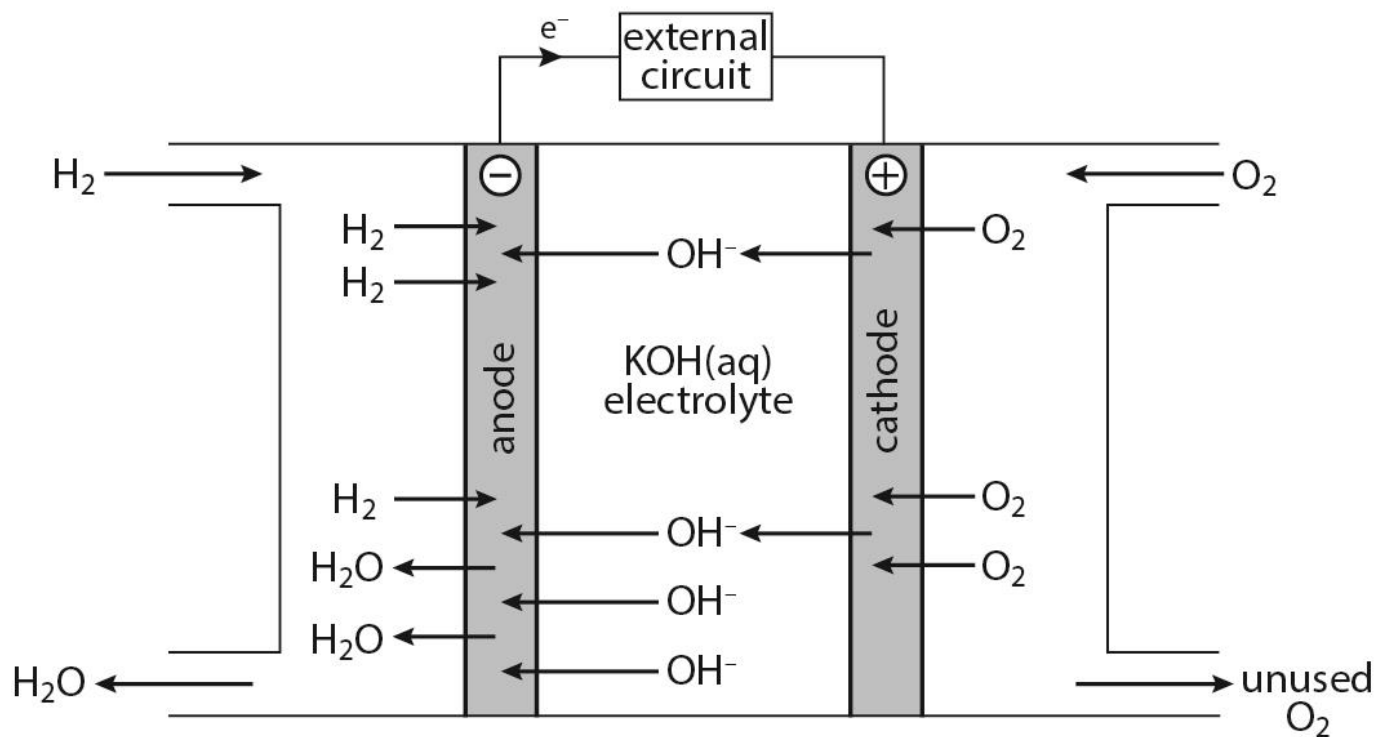 e⁻
external
circuit
H₂
−
+
O₂
H₂
O₂
OH⁻
H₂
anode
KOH(aq)
electrolyte
cathode
H₂
O₂
OH⁻
H₂O
O₂
OH⁻
H₂O
OH⁻
H₂O
unused
O₂